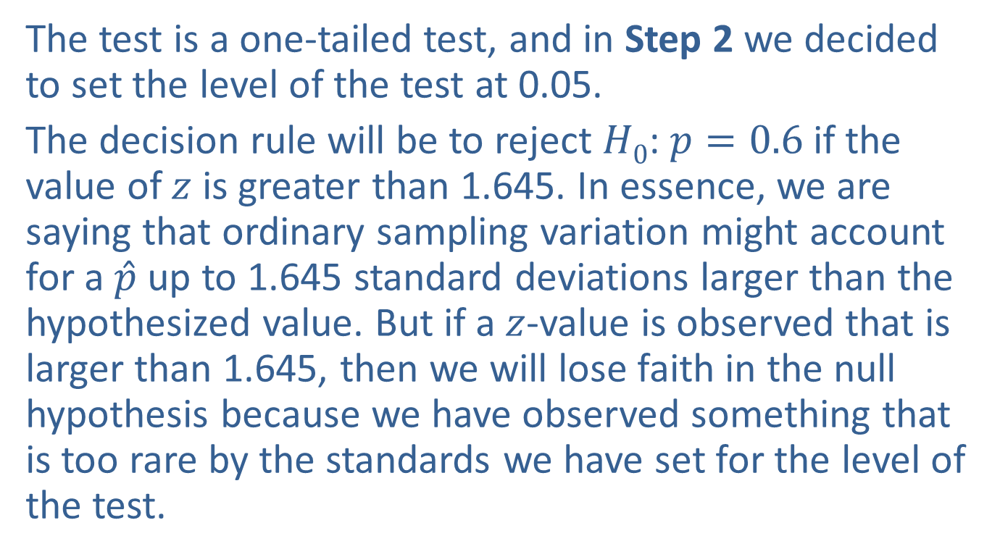 The test is a one-tailed test, and in Step 2 we decided
to set the level of the test at 0.05.
The decision rule will be to reject H₀: p = 0.6 if the
value of z is greater than 1.645. In essence, we are
saying that ordinary sampling variation might account
for a p̂ up to 1.645 standard deviations larger than the
hypothesized value. But if a z-value is observed that is
larger than 1.645, then we will lose faith in the null
hypothesis because we have observed something that
is too rare by the standards we have set for the level of
the test.